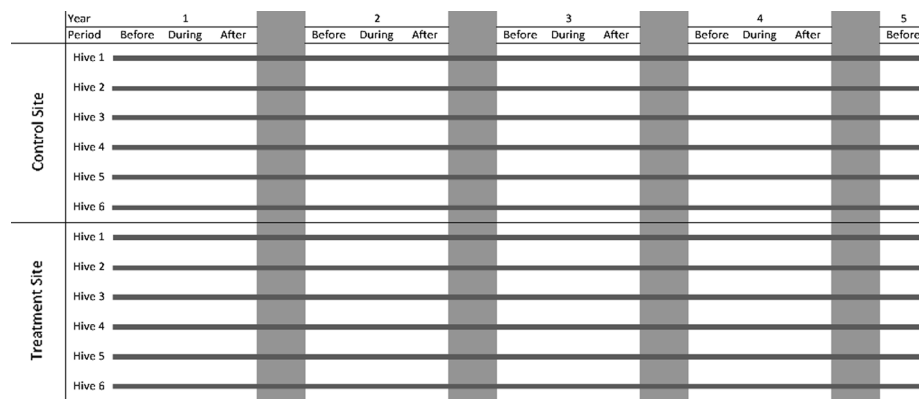 Year 1 2 3 4 5
Period Before During After Before During After Before During After Before During After Before
Control Site
Hive 1
Hive 2
Hive 3
Hive 4
Hive 5
Hive 6
Treatment Site
Hive 1
Hive 2
Hive 3
Hive 4
Hive 5
Hive 6